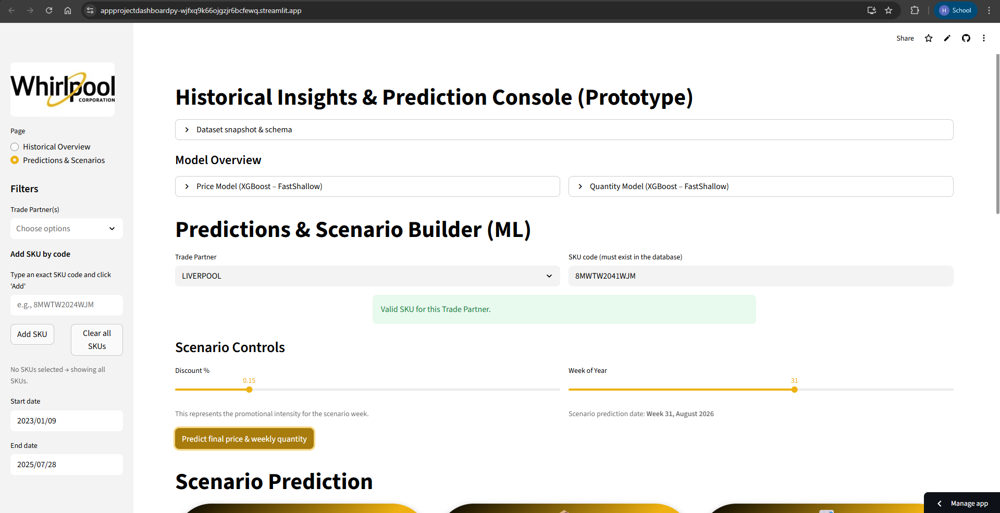 appprojectdashboardpy-wjfxq9k66ojgzjr6bcfewq.streamlit.app
H School
Share
Whirlpool
CORPORATION
Page
Historical Overview
Predictions & Scenarios
Filters
Trade Partner(s)
Choose options
Add SKU by code
Type an exact SKU code and click
'Add'
e.g., 8MWTW2024WJM
Add SKU
Clear all
SKUs
No SKUs selected → showing all
SKUs.
Start date
2023/01/09
End date
2025/07/28
Historical Insights & Prediction Console (Prototype)
Dataset snapshot & schema
Model Overview
Price Model (XGBoost – FastShallow)
Quantity Model (XGBoost – FastShallow)
Predictions & Scenario Builder (ML)
Trade Partner
LIVERPOOL
SKU code (must exist in the database)
8MWTW2041WJM
Valid SKU for this Trade Partner.
Scenario Controls
Discount %
0.15
This represents the promotional intensity for the scenario week.
Week of Year
31
Scenario prediction date: Week 31, August 2026
Predict final price & weekly quantity
Scenario Prediction
Manage app